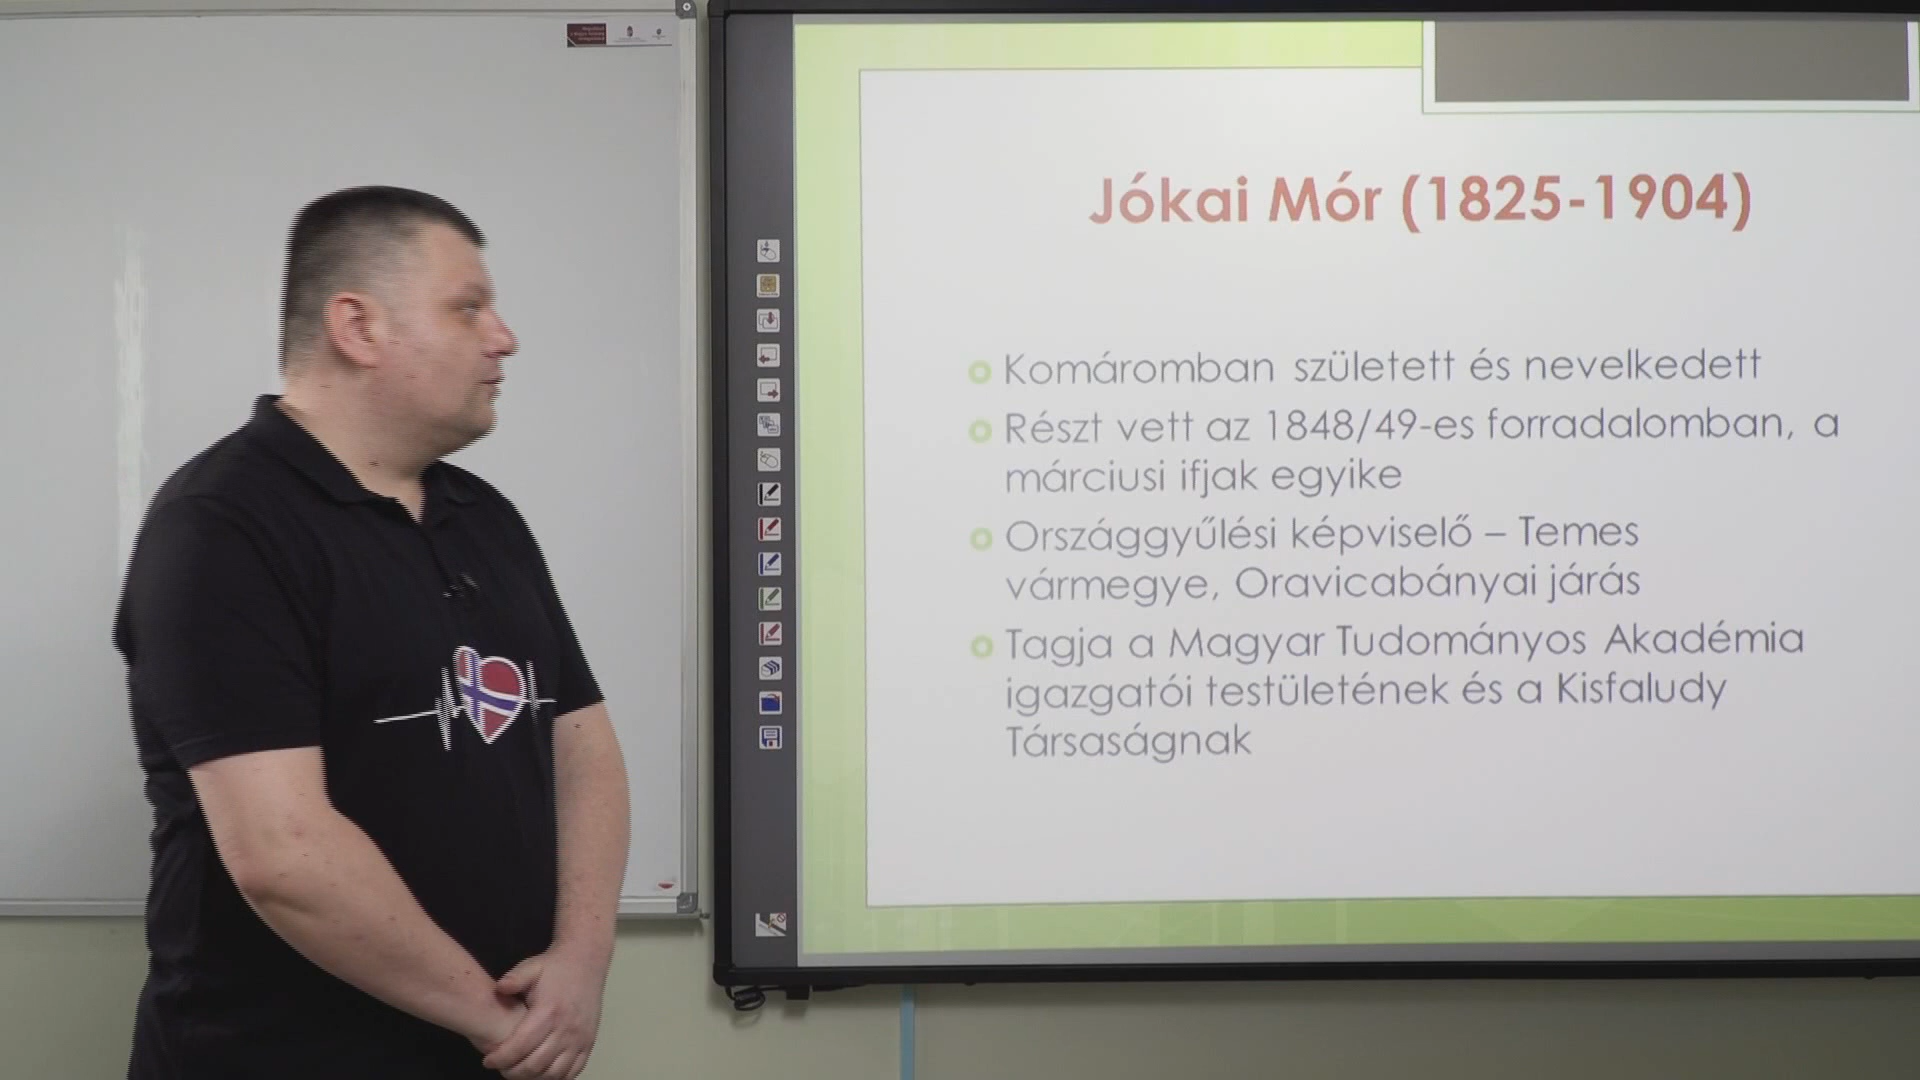 Jókai Mór (1825-1904)
Komáromban született és nevelkedett
Részt vett az 1848/49-es forradalomban, a
márciusi ifjak egyike
Országgyűlési képviselő – Temes
vármegye, Oravicabányai járás
Tagja a Magyar Tudományos Akadémia
igazgatói testületének és a Kisfaludy
Társaságnak